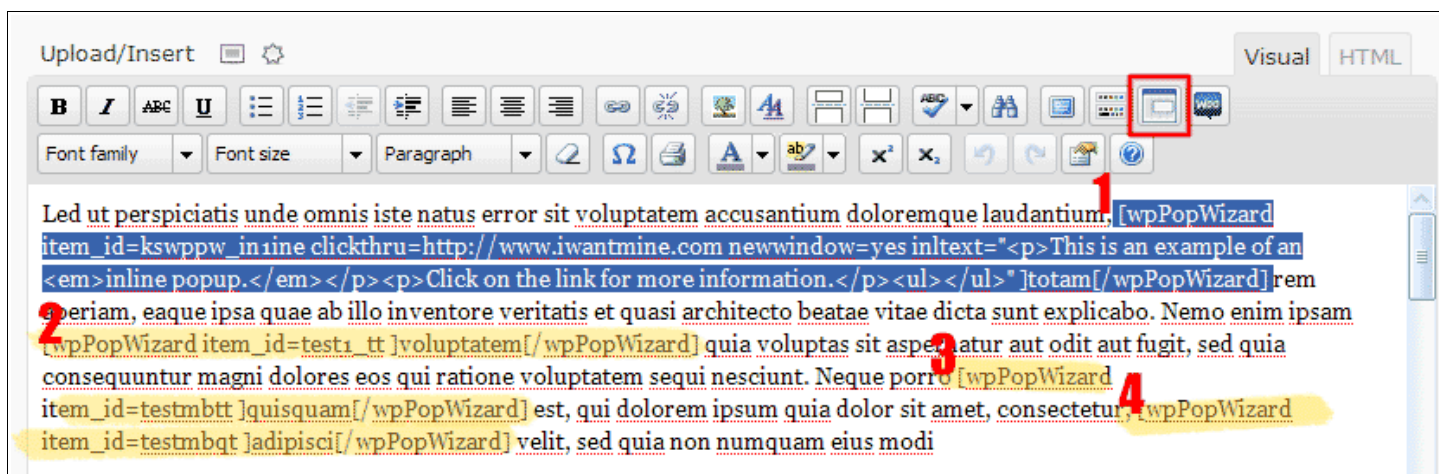 Upload/Insert
Visual HTML
B I ABC U ABC
Font family Font size Paragraph Ω A ab x² x₂
1
Led ut perspiciatis unde omnis iste natus error sit voluptatem accusantium doloremque laudantium, [wpPopWizard
item_id=kswppw_in1ine clickthru=http://www.iwantmine.com newwindow=yes inltext="<p>This is an example of an
<em>inline popup.</em></p><p>Click on the link for more information.</p><ul></ul>" ]totam[/wpPopWizard] rem
aperiam, eaque ipsa quae ab illo inventore veritatis et quasi architecto beatae vitae dicta sunt explicabo. Nemo enim ipsam
2
[wpPopWizard item_id=test1_tt ]voluptatem[/wpPopWizard] quia voluptas sit aspernatur aut odit aut fugit, sed quia
3
consequuntur magni dolores eos qui ratione voluptatem sequi nesciunt. Neque porro [wpPopWizard
4
item_id=testmbtt ]quisquam[/wpPopWizard] est, qui dolorem ipsum quia dolor sit amet, consectetur, [wpPopWizard
item_id=testmbqt ]adipisci[/wpPopWizard] velit, sed quia non numquam eius modi